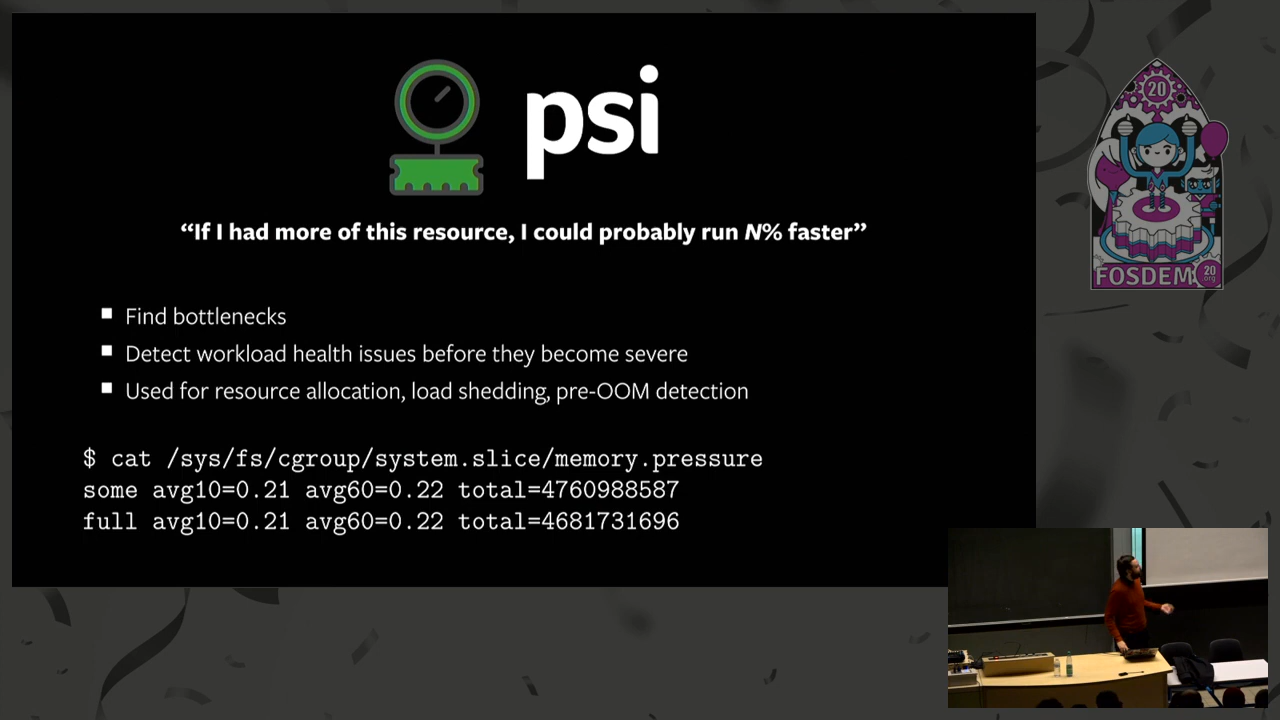 psi
“If I had more of this resource, I could probably run N% faster”
Find bottlenecks
Detect workload health issues before they become severe
Used for resource allocation, load shedding, pre-OOM detection
$ cat /sys/fs/cgroup/system.slice/memory.pressure
some avg10=0.21 avg60=0.22 total=4760988587
full avg10=0.21 avg60=0.22 total=4681731696
20
FOSDEM
20
.org